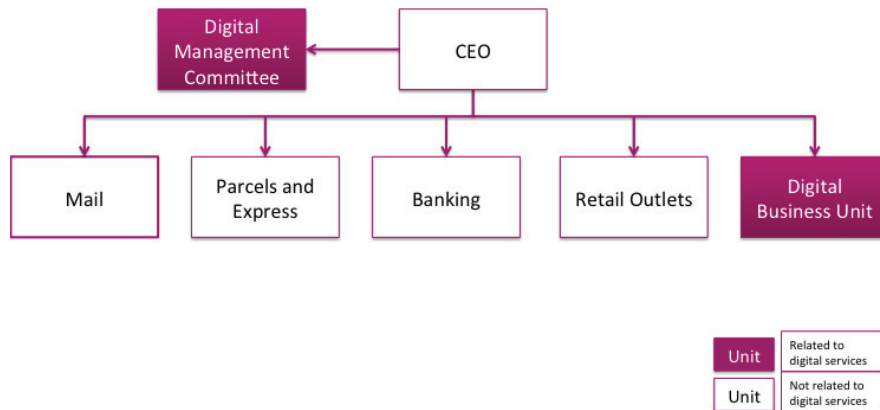 Digital
Management
Committee
CEO
Mail
Parcels and
Express
Banking
Retail Outlets
Digital
Business Unit
Unit
Related to
digital services
Unit
Not related to
digital services